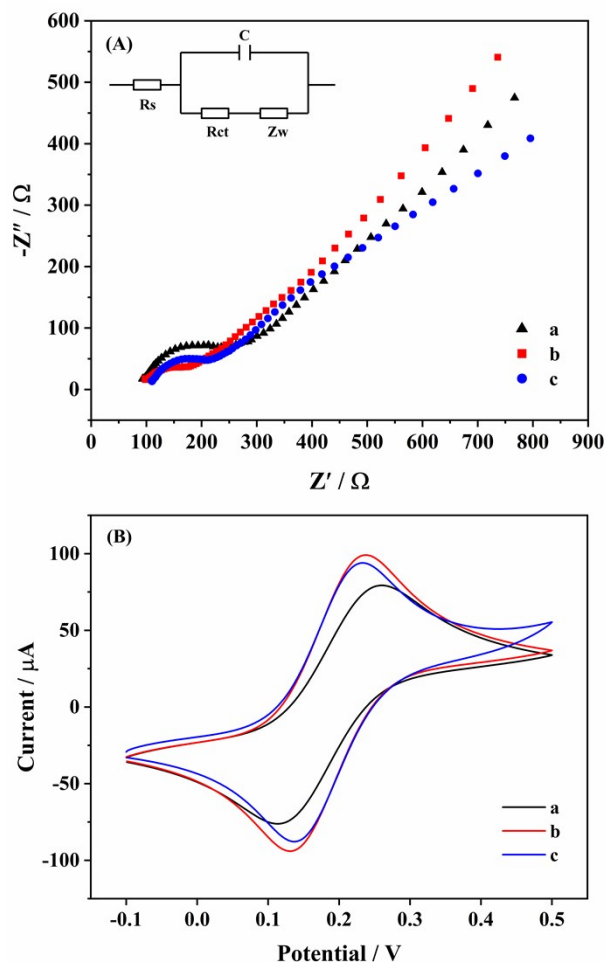 (A)
C
Rs
Rct
Zw
600
500
400
300
200
100
0
-Z″ / Ω
a
b
c
0 100 200 300 400 500 600 700 800 900
Z′ / Ω
(B)
100
50
0
-50
-100
Current / μA
a
b
c
-0.1 0.0 0.1 0.2 0.3 0.4 0.5
Potential / V